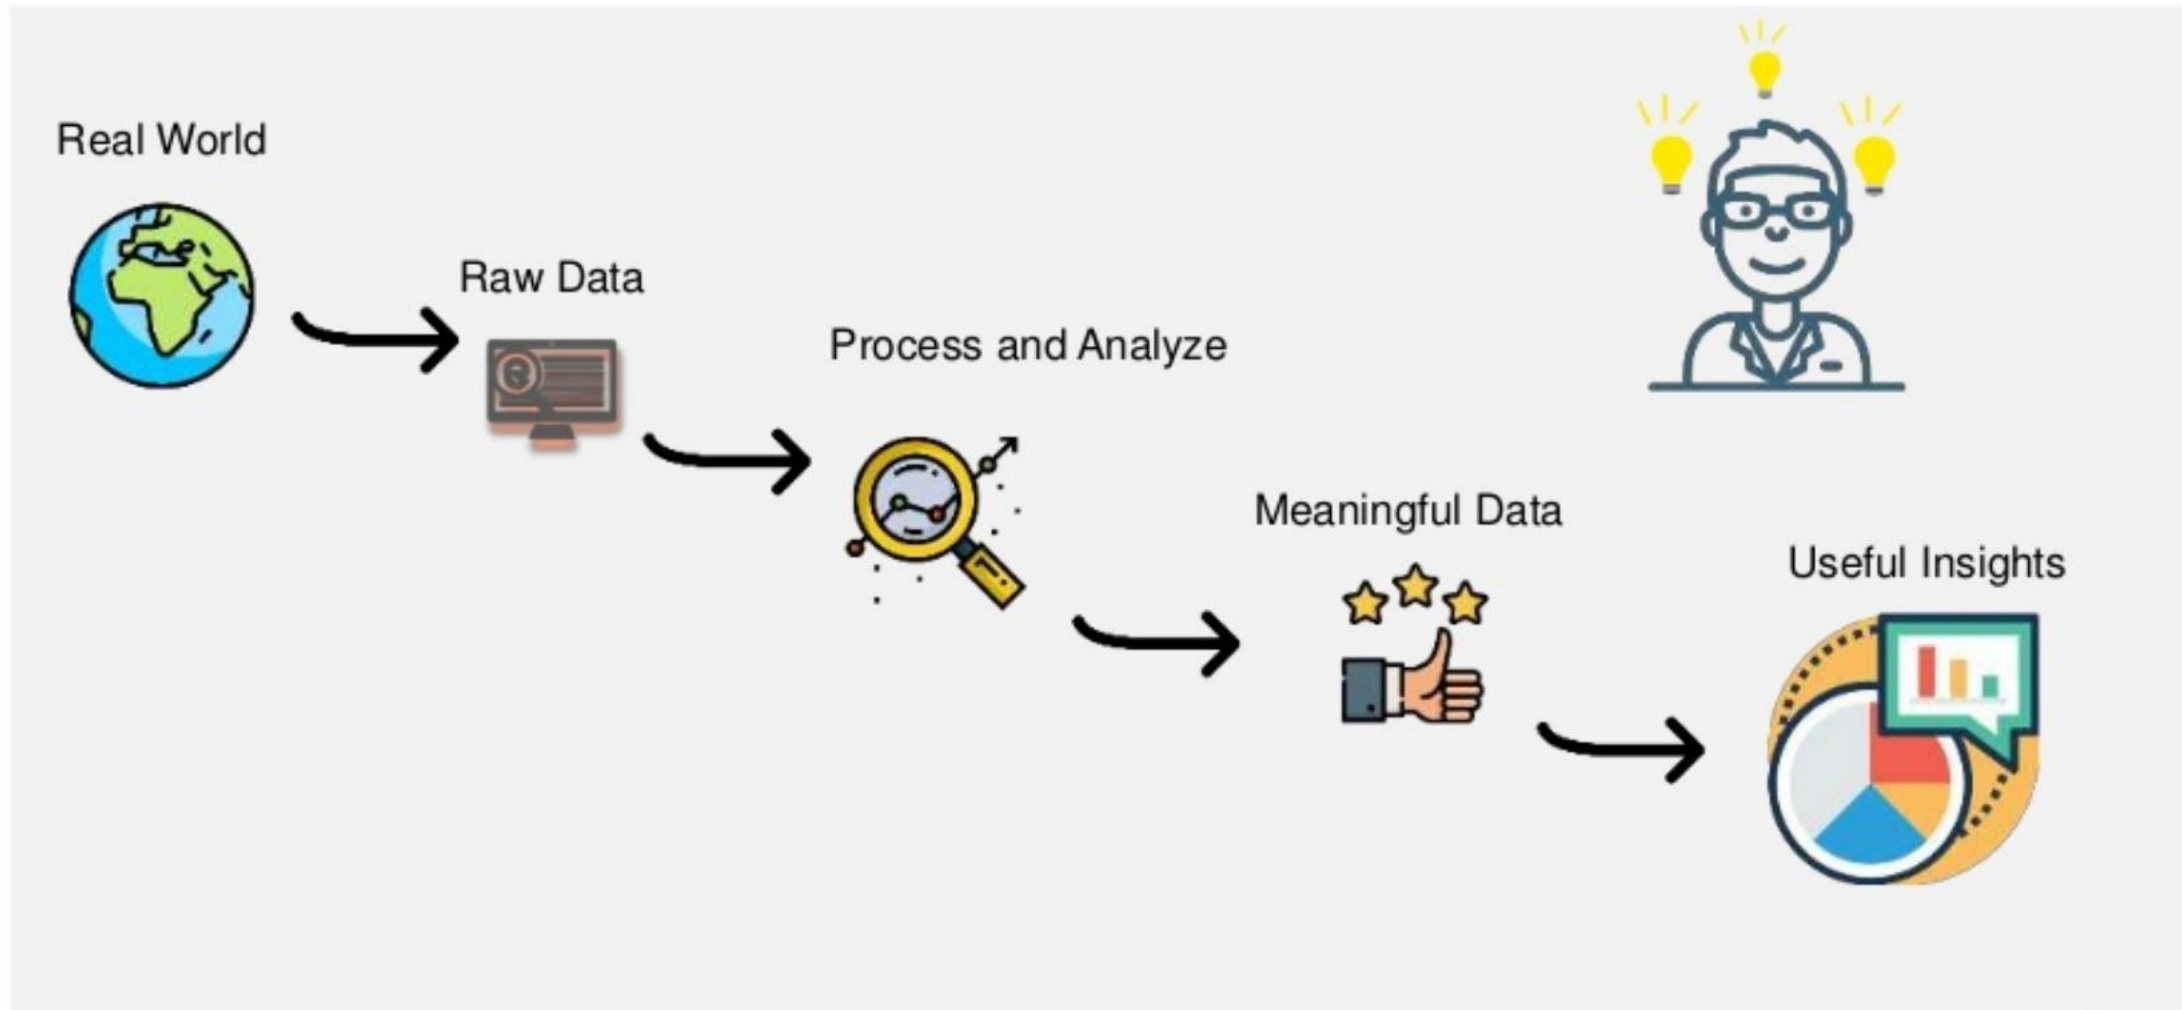 Real World
Raw Data
Process and Analyze
Meaningful Data
Useful Insights